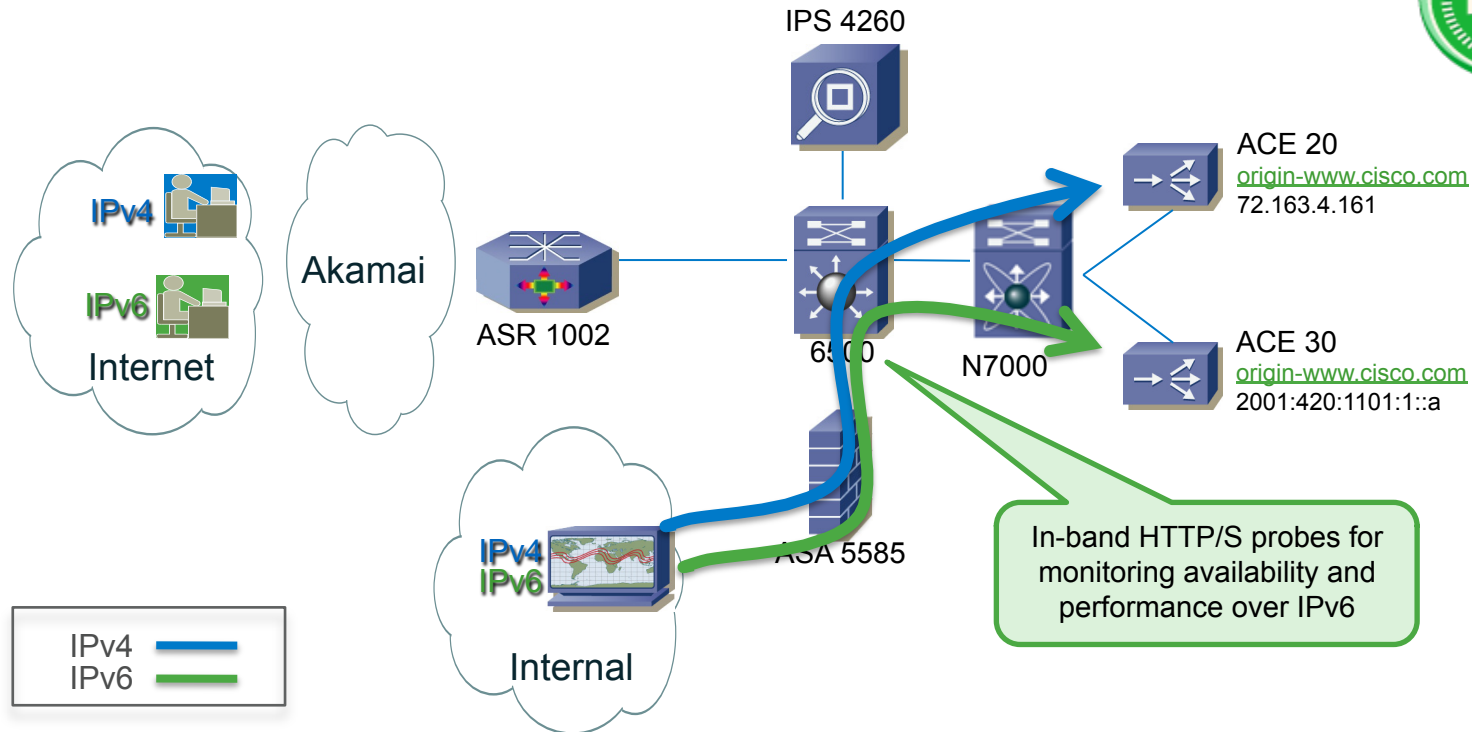 IPS 4260
ACE 20
origin-www.cisco.com
72.163.4.161
IPv4
IPv6
Internet
Akamai
ASR 1002
6500
N7000
ACE 30
origin-www.cisco.com
2001:420:1101:1::a
IPv4
IPv6
Internal
ASA 5585
In-band HTTP/S probes for
monitoring availability and
performance over IPv6
IPv4
IPv6